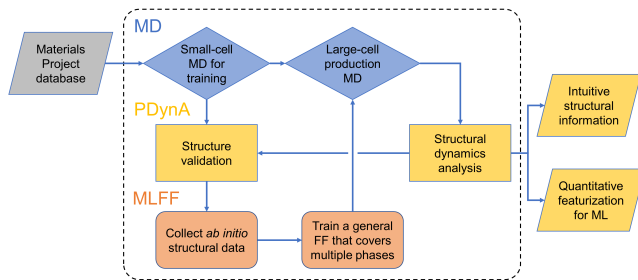 MD
Materials
Project
database
Small-cell
MD for
training
Large-cell
production
MD
PDynA
Structure
validation
Structural
dynamics
analysis
Intuitive
structural
information
Quantitative
featurization
for ML
MLFF
Collect ab initio
structural data
Train a general
FF that covers
multiple phases